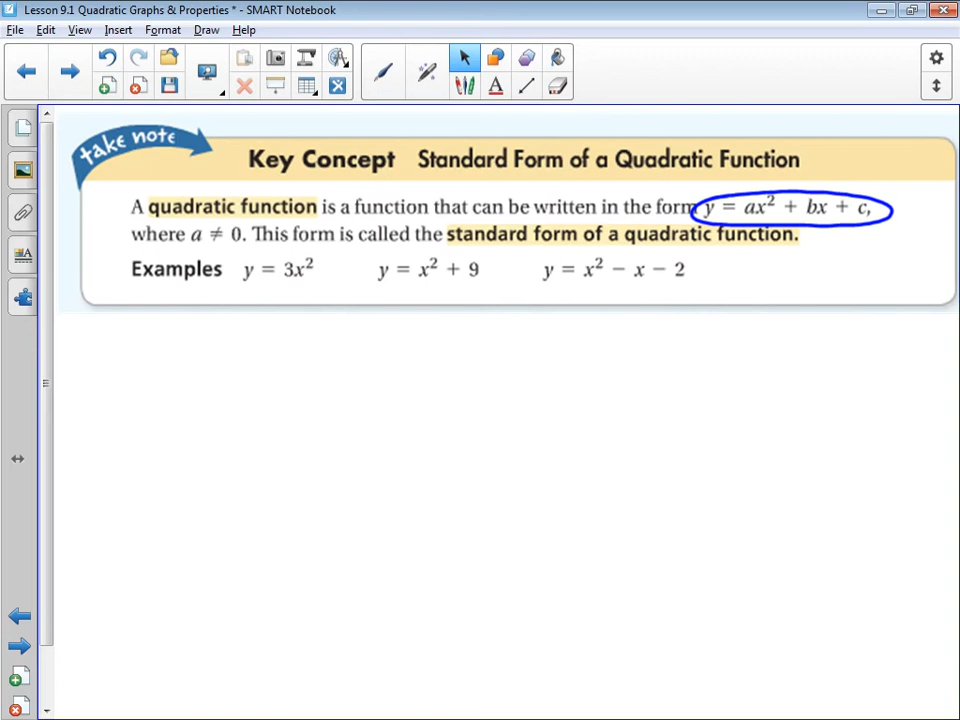 Lesson 9.1 Quadratic Graphs & Properties * - SMART Notebook
File Edit View Insert Format Draw Help
take note
Key Concept Standard Form of a Quadratic Function
A quadratic function is a function that can be written in the form y = ax² + bx + c,
where a ≠ 0. This form is called the standard form of a quadratic function.
Examples y = 3x² y = x² + 9 y = x² − x − 2